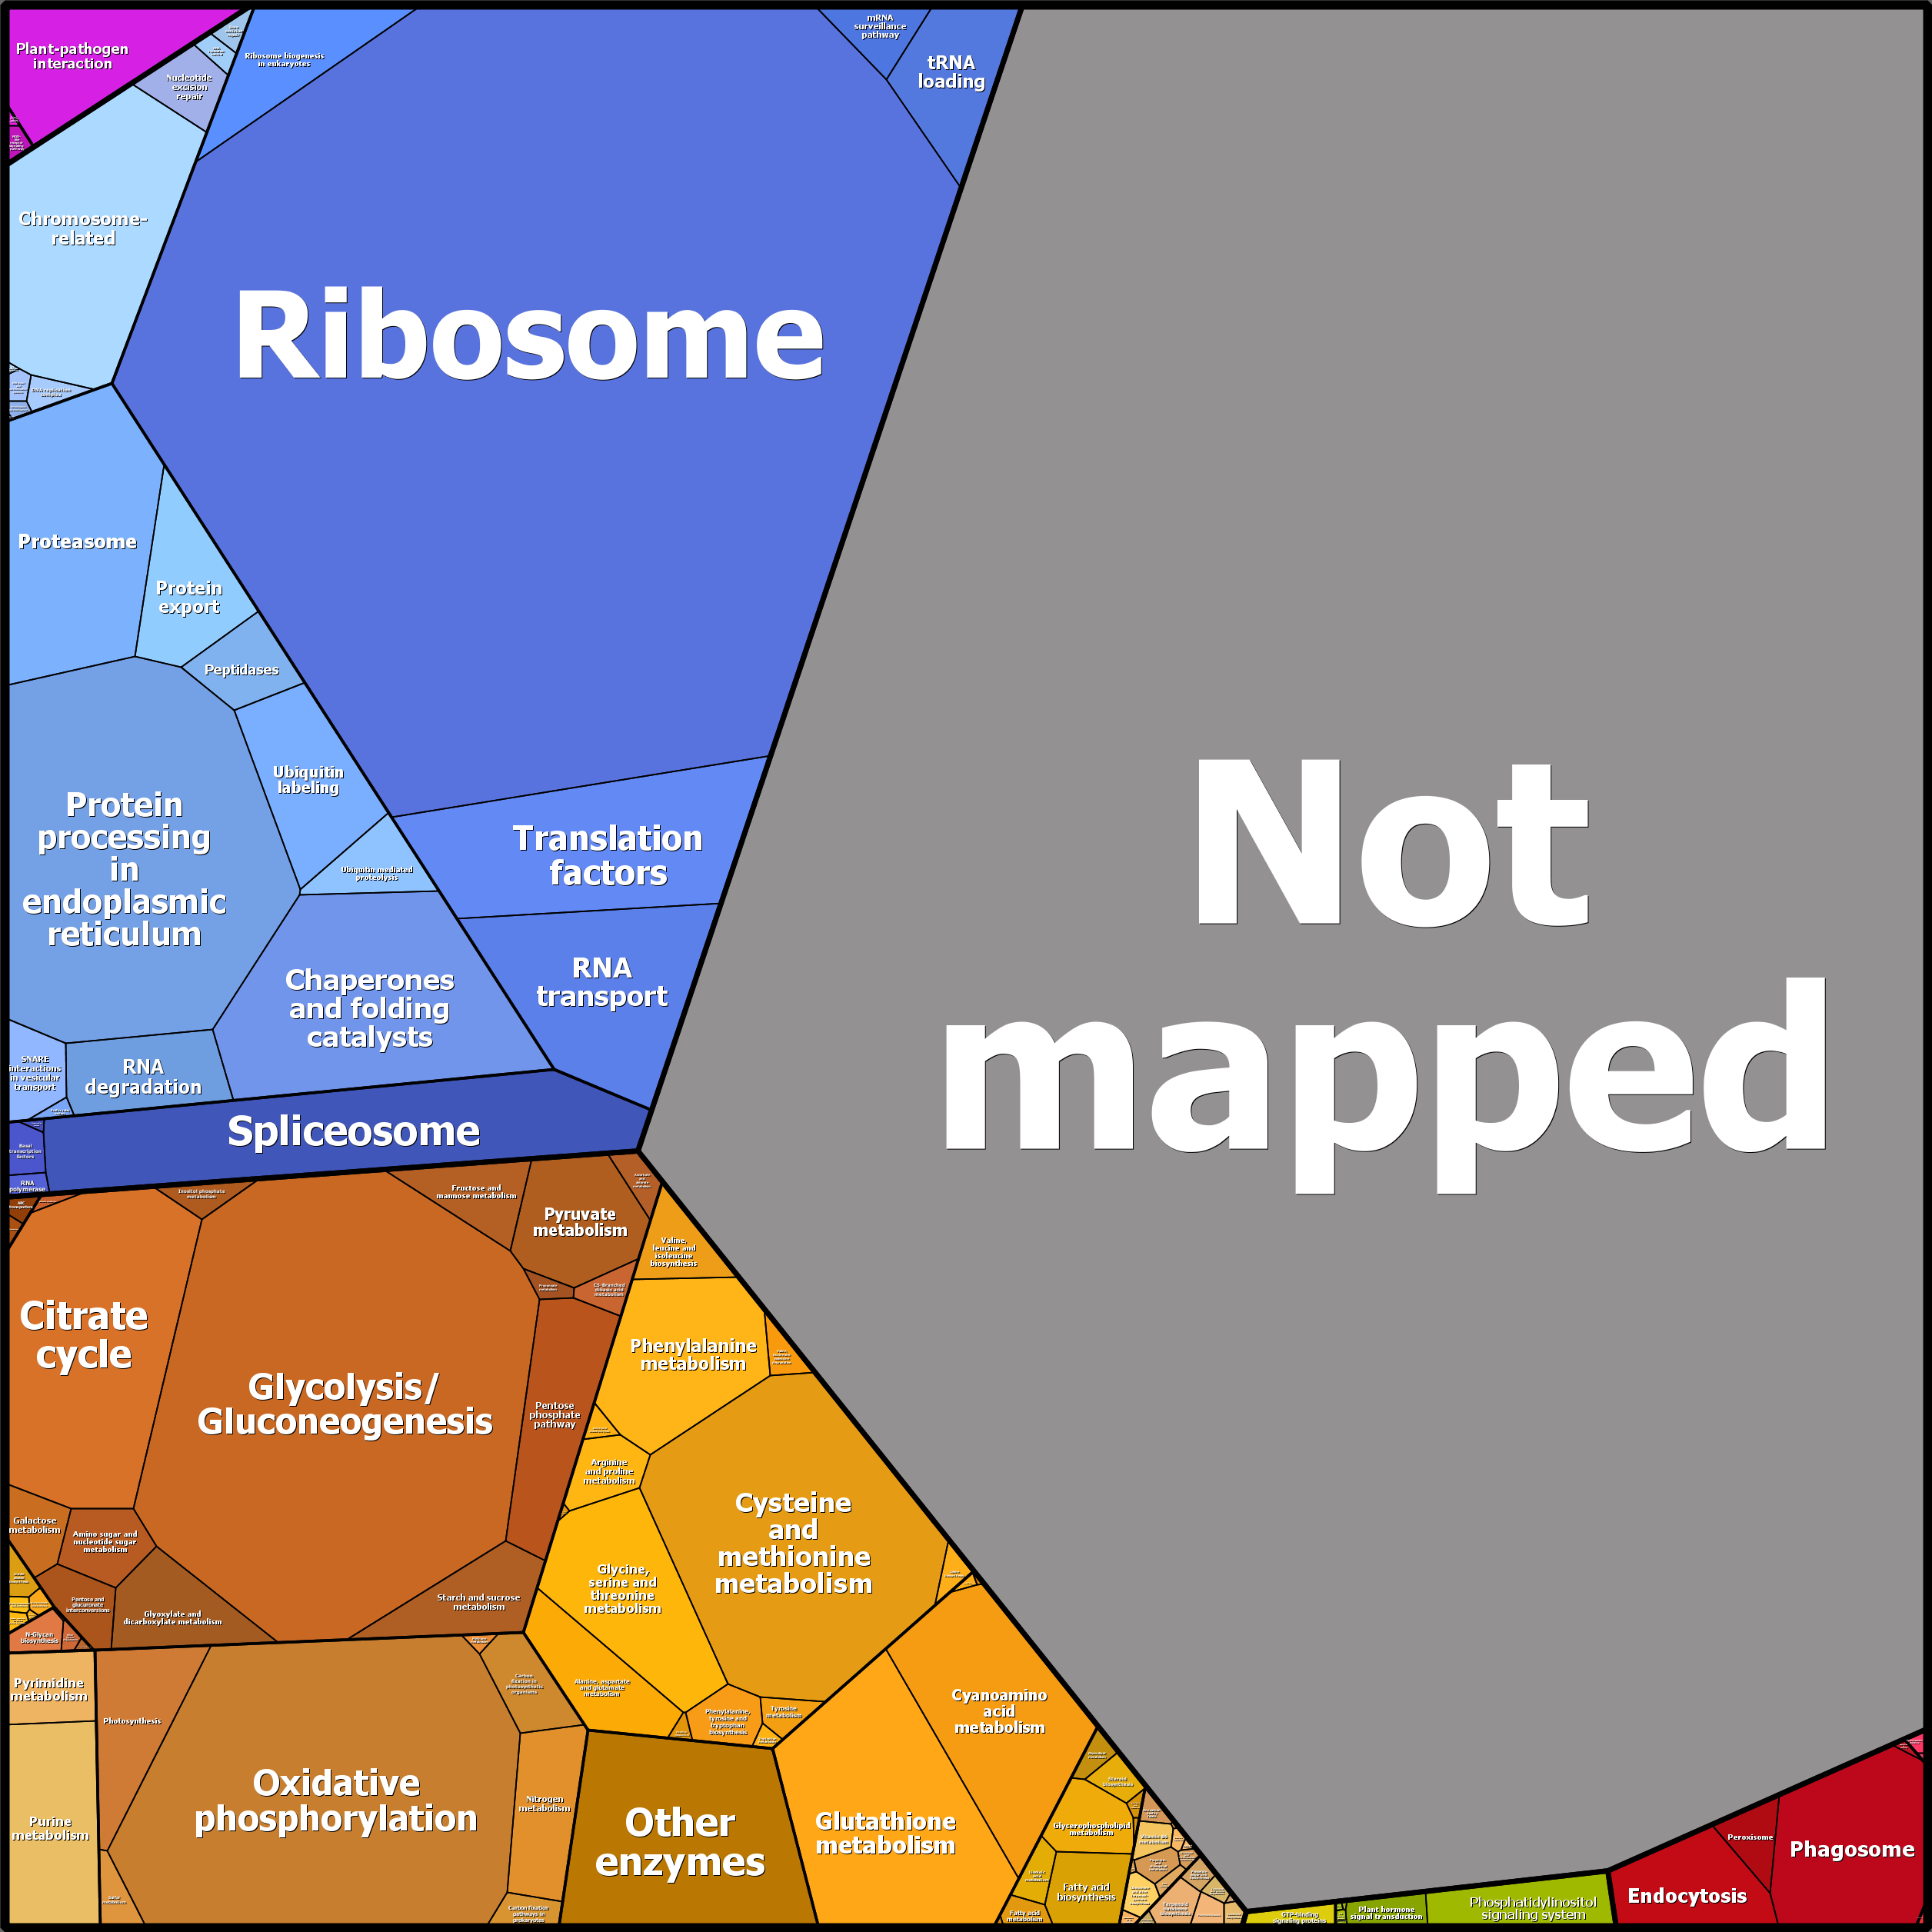 Plant-pathogen
interaction
Nucleotide
excision
repair
Ribosome biogenesis
in eukaryotes
mRNA
surveillance
pathway
tRNA
loading
Chromosome-
related
Ribosome
Proteasome
Protein
export
Peptidases
Ubiquitin
labeling
Protein
processing
in
endoplasmic
reticulum
Ubiquitin mediated
proteolysis
Translation
factors
RNA
transport
Chaperones
and folding
catalysts
SNARE
interactions
in vesicular
transport
RNA
degradation
Spliceosome
Basal
transcription
factors
RNA
polymerase
Not
mapped
Inositol phosphate
metabolism
Fructose and
mannose metabolism
Pyruvate
metabolism
C5-Branched
dibasic acid
metabolism
Citrate
cycle
Glycolysis/
Gluconeogenesis
Pentose
phosphate
pathway
Galactose
metabolism
Amino sugar and
nucleotide sugar
metabolism
Pentose and
glucuronate
interconversions
Glyoxylate and
dicarboxylate metabolism
Starch and sucrose
metabolism
N-Glycan
biosynthesis
Valine,
leucine and
isoleucine
biosynthesis
Phenylalanine
metabolism
Arginine
and proline
metabolism
Cysteine
and
methionine
metabolism
Glycine,
serine and
threonine
metabolism
Alanine, aspartate
and glutamate
metabolism
Phenylalanine,
tyrosine and
tryptophan
biosynthesis
Tyrosine
metabolism
Pyrimidine
metabolism
Purine
metabolism
Photosynthesis
Oxidative
phosphorylation
Carbon
fixation in
photosynthetic
organisms
Nitrogen
metabolism
Carbon fixation
pathways in
prokaryotes
Other
enzymes
Glutathione
metabolism
Cyanoamino
acid
metabolism
Steroid
biosynthesis
Glycerophospholipid
metabolism
Fatty acid
biosynthesis
Fatty acid
metabolism
Vitamin B6
metabolism
GTP-binding
signaling proteins
Plant hormone
signal transduction
Phosphatidylinositol
signaling system
Endocytosis
Peroxisome
Phagosome